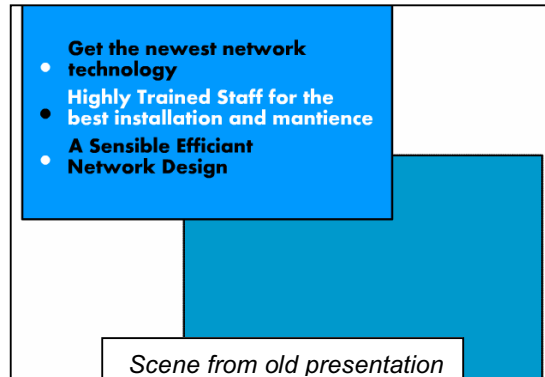 Get the newest network
technology
Highly Trained Staff for the
best installation and mantience
A Sensible Efficiant
Network Design
Scene from old presentation